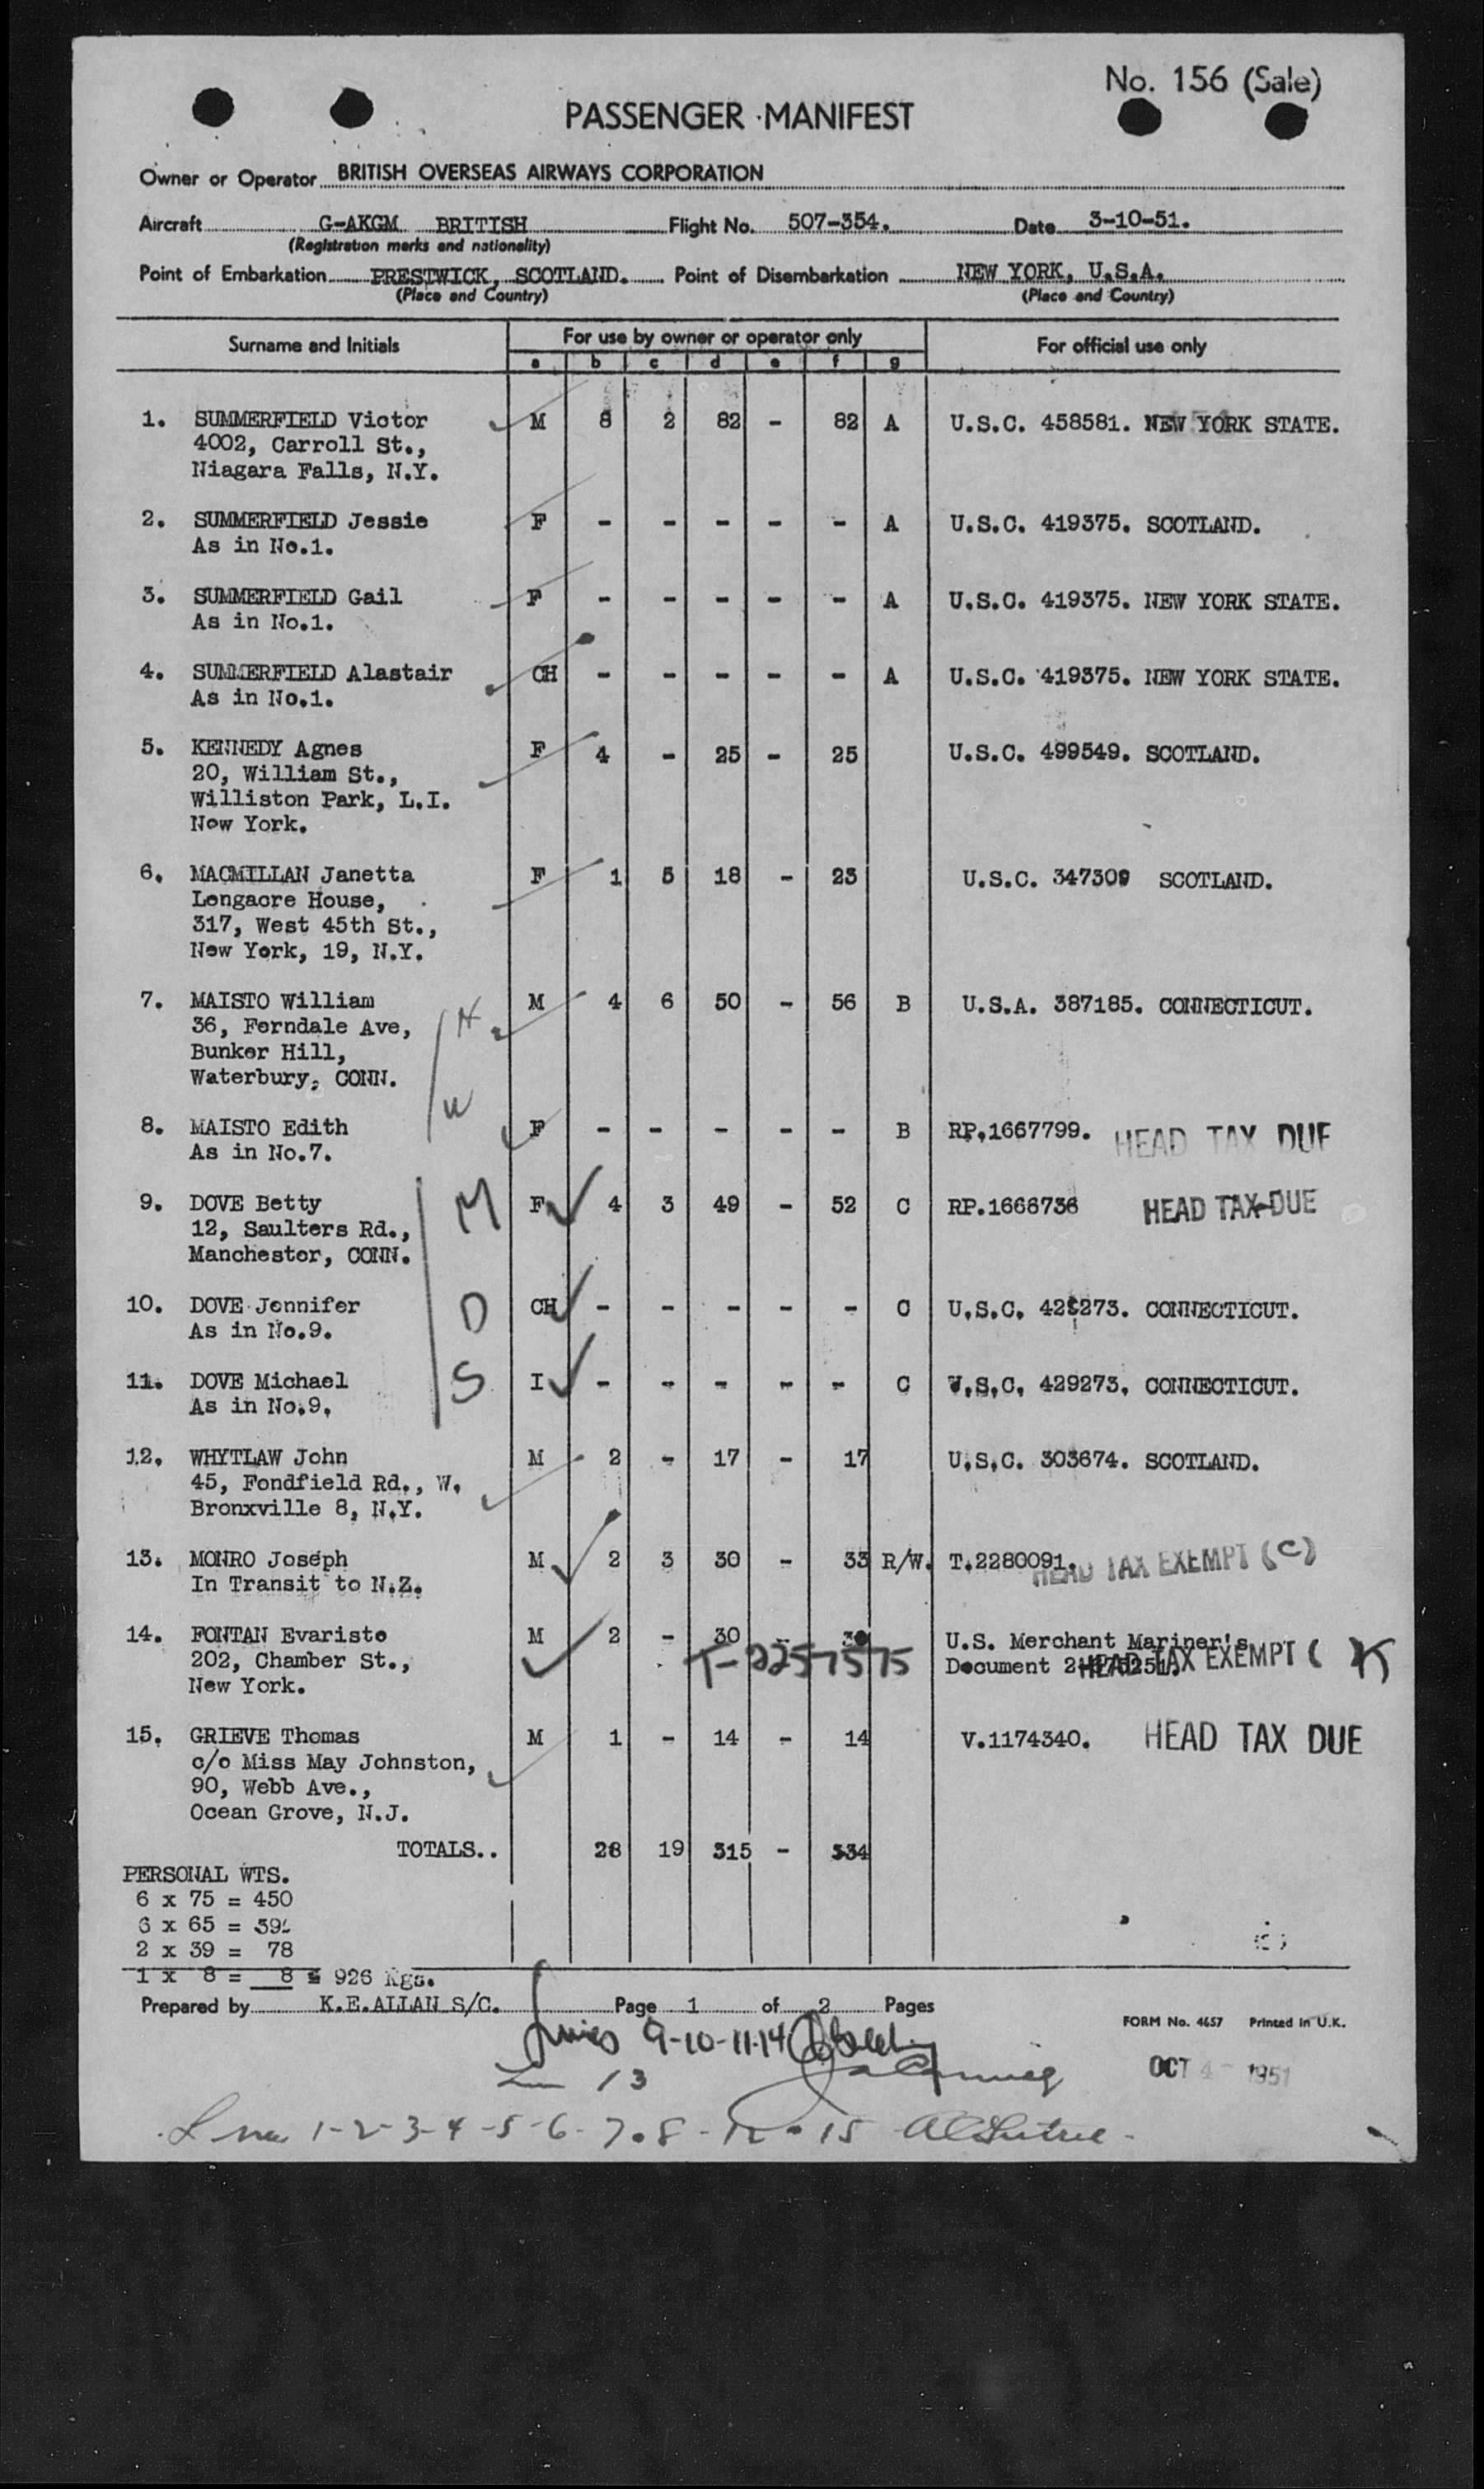 No. 156 (Sale)
PASSENGER MANIFEST
Owner or Operator BRITISH OVERSEAS AIRWAYS CORPORATION
Aircraft G-AKGM BRITISH Flight No. 507-354. Date 3-10-51.
(Registration marks and nationality)
Point of Embarkation PRESTWICK, SCOTLAND. Point of Disembarkation NEW YORK, U.S.A.
(Place and Country) (Place and Country)
Surname and Initials For use by owner or operator only For official use only
a b c d e f g
1. SUMMERFIELD Victor M 8 2 82 - 82 A U.S.C. 458581. NEW YORK STATE.
4002, Carroll St.,
Niagara Falls, N.Y.
2. SUMMERFIELD Jessie F - - - - - A U.S.C. 419375. SCOTLAND.
As in No.1.
3. SUMMERFIELD Gail F - - - - - A U.S.C. 419375. NEW YORK STATE.
As in No.1.
4. SUMMERFIELD Alastair CH - - - - - A U.S.C. 419375. NEW YORK STATE.
As in No.1.
5. KENNEDY Agnes F 4 - 25 - 25 U.S.C. 499549. SCOTLAND.
20, William St.,
Williston Park, L.I.
New York.
6. MACMILLAN Janetta F 1 5 18 - 23 U.S.C. 347309 SCOTLAND.
Longacre House,
317, West 45th St.,
New York, 19, N.Y.
7. MAISTO William H M 4 6 50 - 56 B U.S.A. 387185. CONNECTICUT.
36, Ferndale Ave,
Bunker Hill,
Waterbury, CONN.
W
8. MAISTO Edith F - - - - - B RP.1667799. HEAD TAX DUE
As in No.7.
9. DOVE Betty M F 4 3 49 - 52 C RP.1668736 HEAD TAX DUE
12, Saulters Rd.,
Manchester, CONN.
10. DOVE Jennifer D CH - - - - - C U.S.C. 429273. CONNECTICUT.
As in No.9.
11. DOVE Michael S I - - - - - C U.S.C. 429273. CONNECTICUT.
As in No.9.
12. WHYTLAW John M 2 - 17 - 17 U.S.C. 303674. SCOTLAND.
45, Fondfield Rd., W.
Bronxville 8, N.Y.
13. MONRO Joseph M 2 3 30 - 33 R/W. T.2280091. HEAD TAX EXEMPT (C)
In Transit to N.Z.
14. FONTAN Evaristo M 2 - 30 - 30 U.S. Merchant Mariner's
202, Chamber St., T-2257575 Document HEAD TAX EXEMPT ( K
New York.
15. GRIEVE Thomas M 1 - 14 - 14 V.1174340. HEAD TAX DUE
c/o Miss May Johnston,
90, Webb Ave.,
Ocean Grove, N.J.
TOTALS.. 28 19 315 - 334
PERSONAL WTS.
6 x 75 = 450
6 x 65 = 390
2 x 39 = 78
1 x 8 = 8 = 926 Kgs.
Prepared by K.E.ALLAN S/C. Page 1 of 2 Pages
FORM No. 4657 Printed in U.K.
Lines 9-10-11-14
OCT 4 - 1951
13
Lines 1-2-3-4-5-6-7-8-12-15